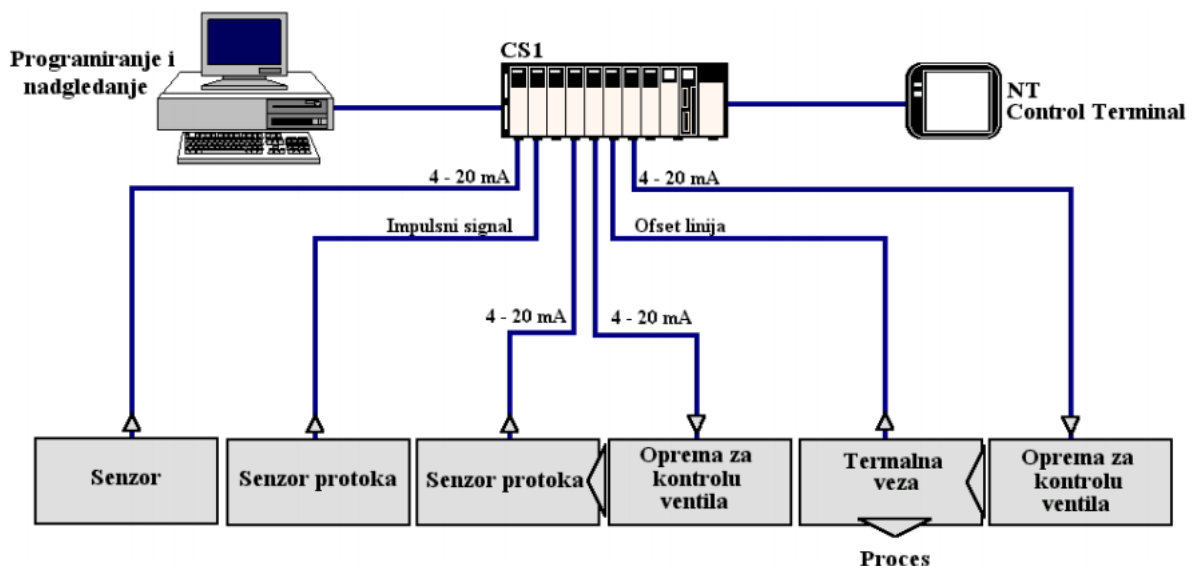 Programiranje i
nadgledanje
CS1
NT
Control Terminal
4 - 20 mA
4 - 20 mA
Impulsni signal
Ofset linija
4 - 20 mA
4 - 20 mA
Senzor
Senzor protoka
Senzor protoka
Oprema za
kontrolu
ventila
Termalna
veza
Oprema za
kontrolu
ventila
Proces